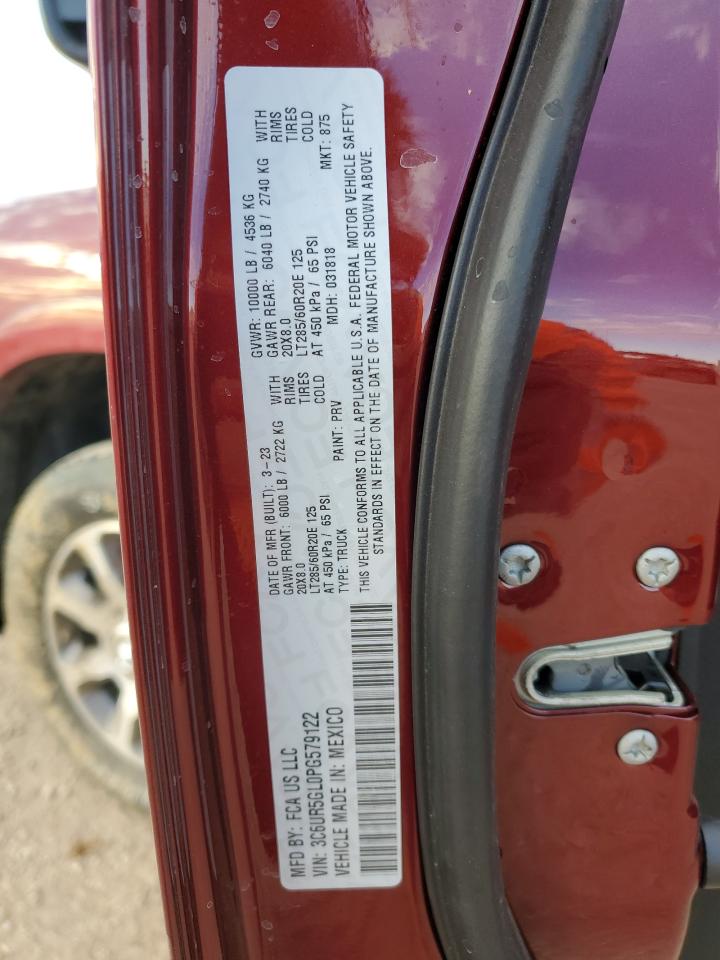 MFD BY: FCA US LLC
DATE OF MFR (BUILT): 3-23
GVWR: 10000 LB / 4536 KG
GAWR FRONT: 6000 LB / 2722 KG WITH
GAWR REAR: 6040 LB / 2740 KG WITH
20X8.0 RIMS
20X8.0 RIMS
LT285/60R20E 125 TIRES
LT285/60R20E 125 TIRES
AT 450 kPa / 65 PSI COLD
AT 450 kPa / 65 PSI COLD
VIN: 3C6UR5GL0PG579122
TYPE: TRUCK PAINT: PRV MDH: 031818 MKT: 875
VEHICLE MADE IN: MEXICO
THIS VEHICLE CONFORMS TO ALL APPLICABLE U.S.A. FEDERAL MOTOR VEHICLE SAFETY
STANDARDS IN EFFECT ON THE DATE OF MANUFACTURE SHOWN ABOVE.